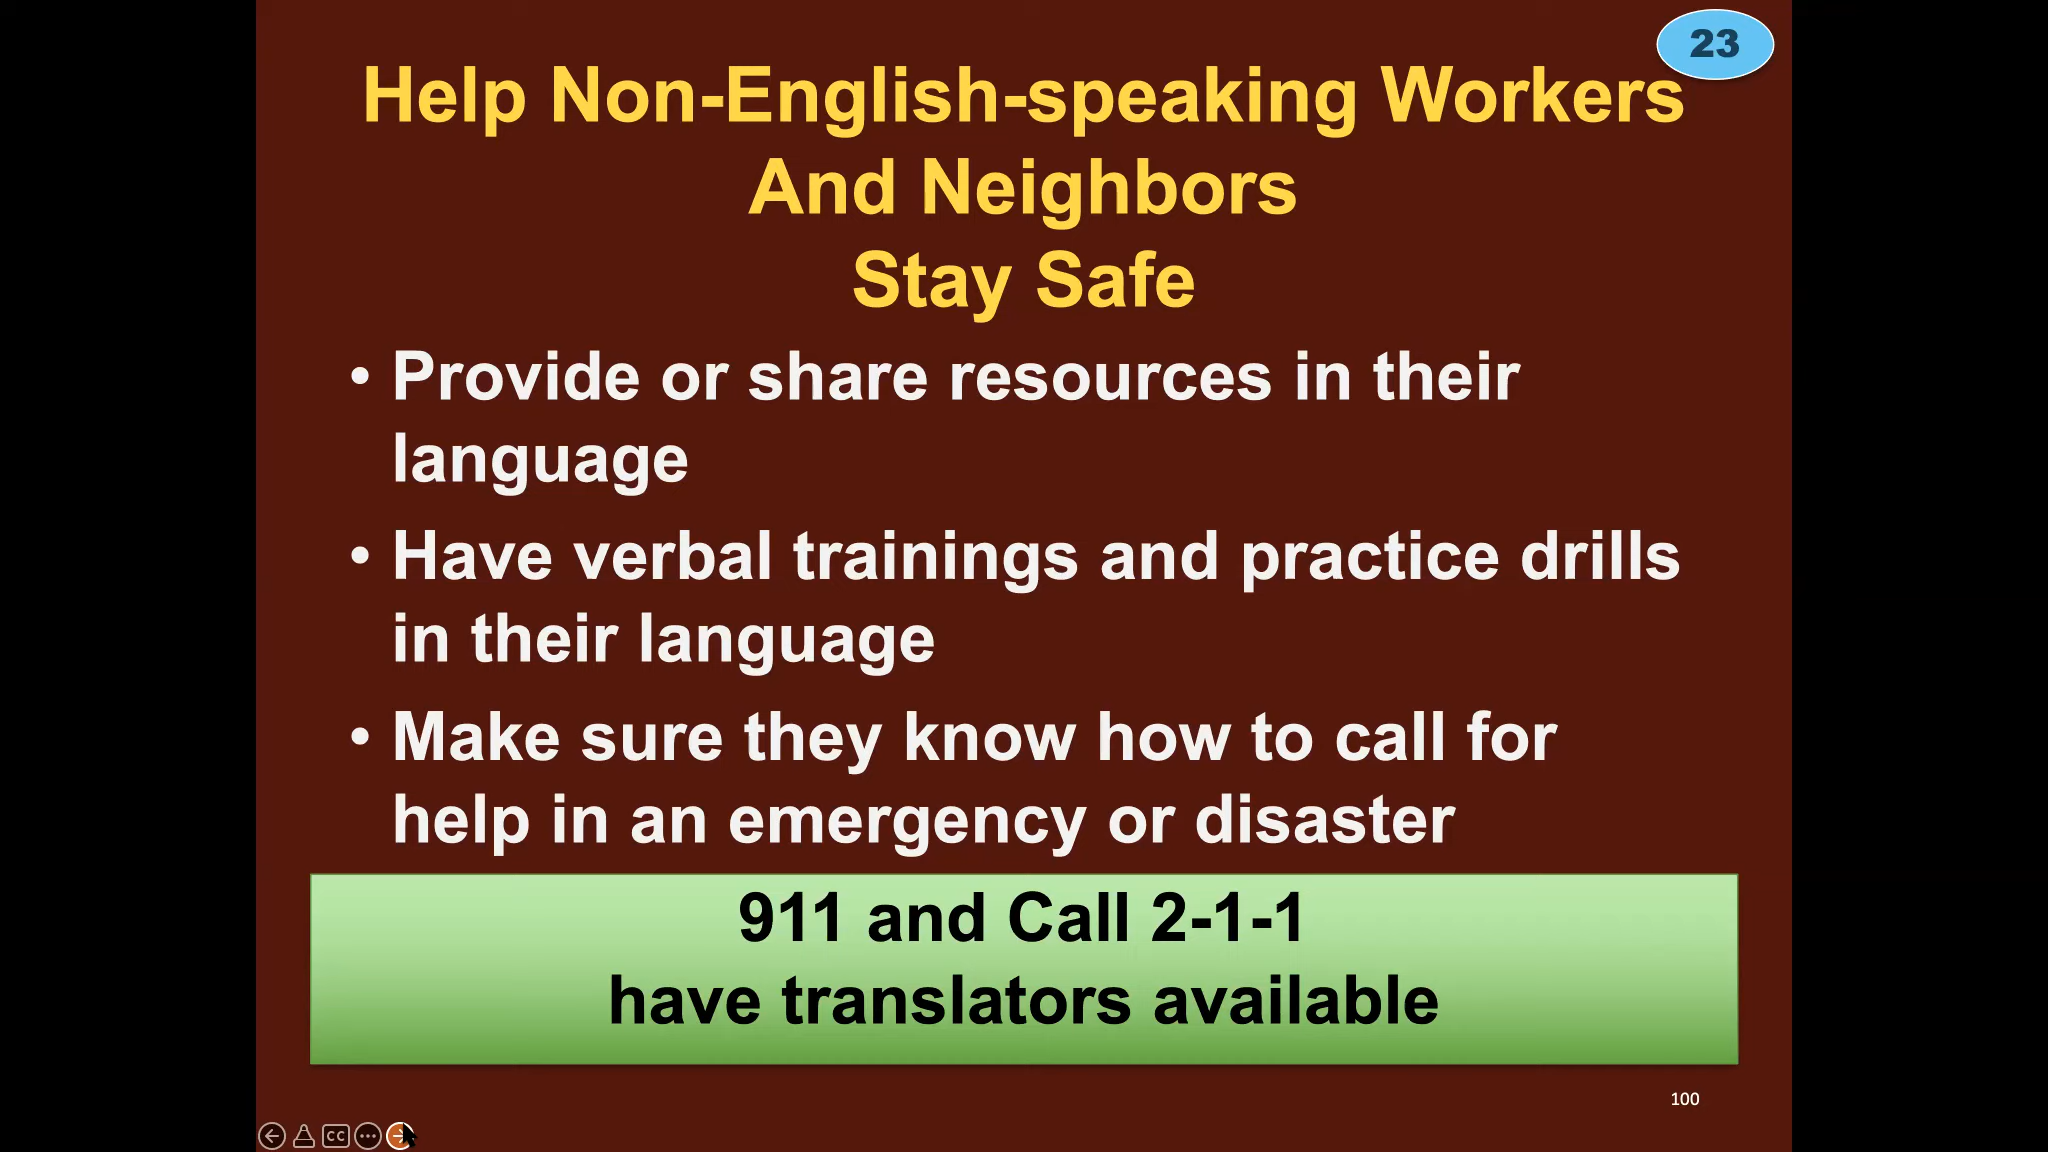 23
Help Non-English-speaking Workers
And Neighbors
Stay Safe
• Provide or share resources in their
language
• Have verbal trainings and practice drills
in their language
• Make sure they know how to call for
help in an emergency or disaster
911 and Call 2-1-1
have translators available
100
CC